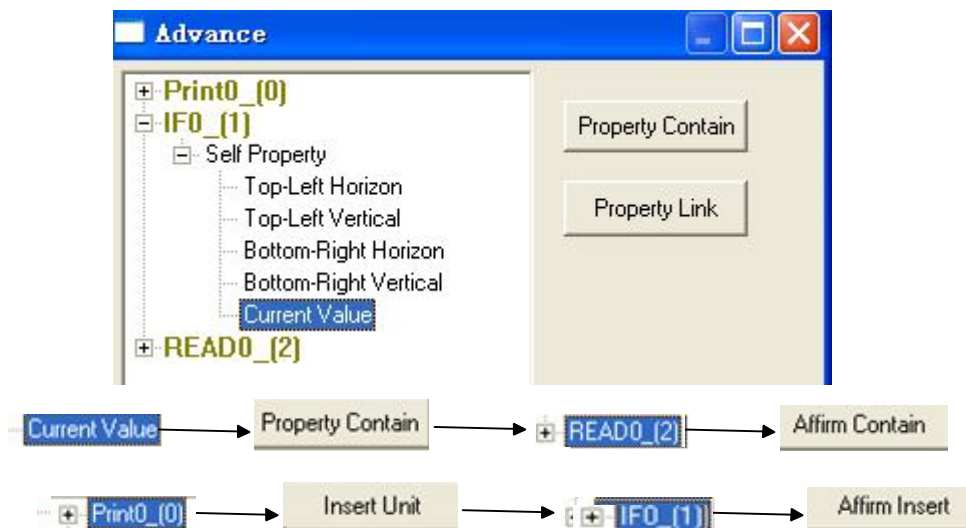 Advance
Print0_(0)
IF0_(1)
Self Property
Top-Left Horizon
Top-Left Vertical
Bottom-Right Horizon
Bottom-Right Vertical
Current Value
READ0_(2)
Property Contain
Property Link
Current Value Property Contain READ0_(2) Affirm Contain
Print0_(0) Insert Unit IF0_(1) Affirm Insert